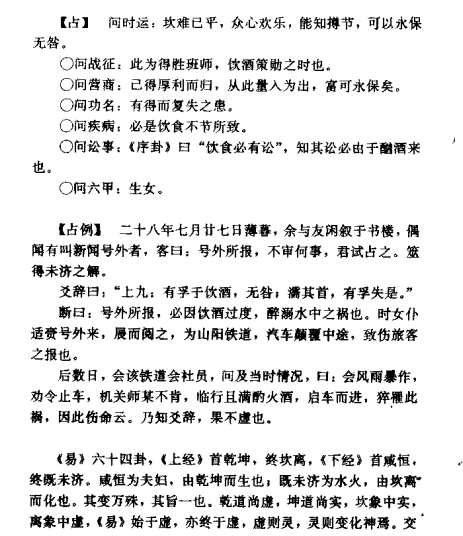 【占】 问时运：坎难已平，众心欢乐，能知撙节，可以永保
无咎。
○问战征：此为得胜班师，饮酒策勋之时也。
○问营商：已得厚利而归，从此量入为出，富可永保矣。
○问功名：有得而复失之患。
○问疾病：必是饮食不节所致。
○问讼事：《序卦》曰“饮食必有讼”，知其讼必由于酗酒来
也。
○问六甲：生女。
【占例】 二十八年七月廿七日薄暮，余与友闲叙于书楼，偶
闻有叫新闻号外者，客曰：号外所报，不审何事，君试占之。筮
得未济之解。
爻辞曰：“上九：有孚于饮酒，无咎；濡其首，有孚失是。”
断曰：号外所报，必因饮酒过度，醉溺水中之祸也。时女仆
适赍号外来，展而阅之，为山阳铁道，汽车颠覆中途，致伤旅客
之报也。
后数日，会该铁道会社员，问及当时情况，曰：会风雨暴作，
劝令止车，机关师某不肯，临行且满酌火酒，启车而进，猝罹此
祸，因此伤命云。乃知爻辞，果不虚也。
《易》六十四卦，《上经》首乾坤，终坎离，《下经》首咸恒，
终既未济。咸恒为夫妇，由乾坤而生也；既未济为水火，由坎离
而化也。其变万殊，其旨一也。乾道尚虚，坤道尚实，坎象中实，
离象中虚，《易》始于虚，亦终于虚，虚则灵，灵则变化神焉。交